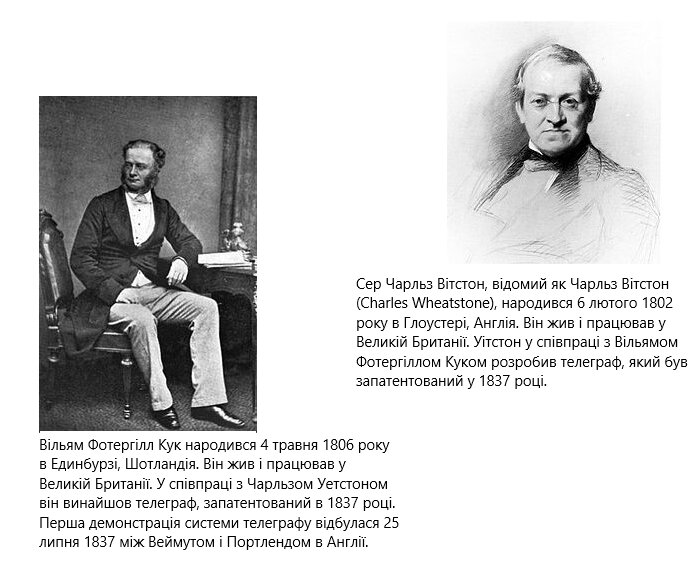 Сер Чарльз Вітстон, відомий як Чарльз Вітстон
(Charles Wheatstone), народився 6 лютого 1802
року в Глоустері, Англія. Він жив і працював у
Великій Британії. Уітстон у співпраці з Вільямом
Фотергіллом Куком розробив телеграф, який був
запатентований у 1837 році.
Вільям Фотергілл Кук народився 4 травня 1806 року
в Единбурзі, Шотландія. Він жив і працював у
Великій Британії. У співпраці з Чарльзом Уетстоном
він винайшов телеграф, запатентований в 1837 році.
Перша демонстрація системи телеграфу відбулася 25
липня 1837 між Веймутом і Портлендом в Англії.